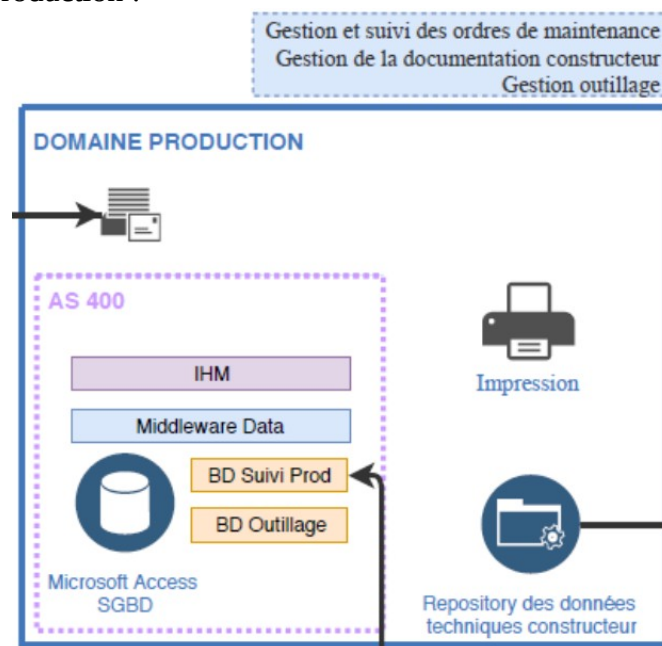 roduction .
Gestion et suivi des ordres de maintenance
Gestion de la documentation constructeur
Gestion outillage
DOMAINE PRODUCTION
AS 400
IHM
Middleware Data
BD Suivi Prod
BD Outillage
Microsoft Access
SGBD
Impression
Repository des données
techniques constructeur